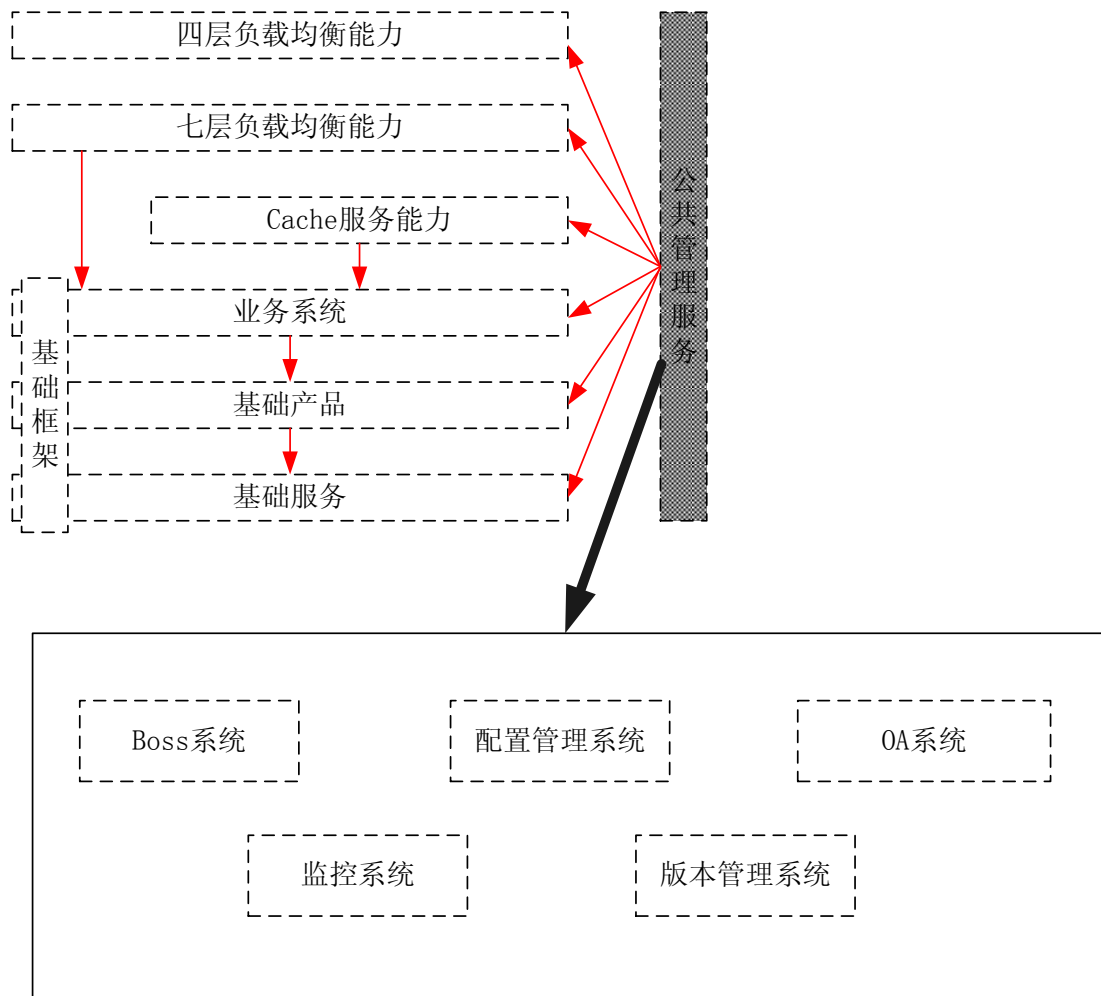 四层负载均衡能力
七层负载均衡能力
Cache服务能力
业务系统
基础产品
基础服务
基础框架
公共管理服务
Boss系统
配置管理系统
OA系统
监控系统
版本管理系统